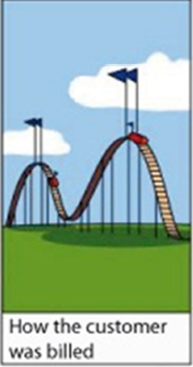 How the customer
was billed